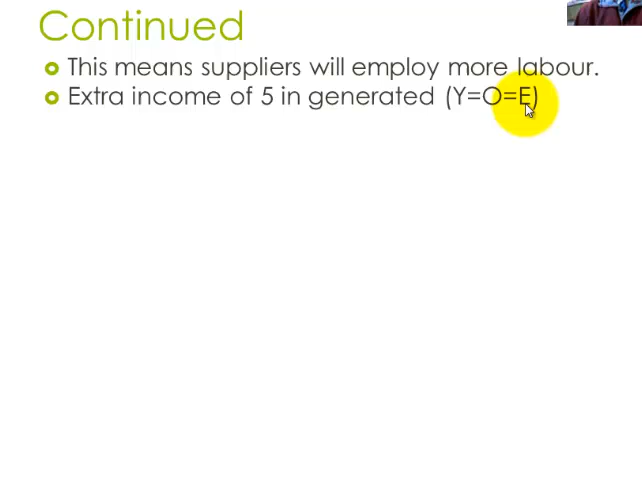 Continued
This means suppliers will employ more labour.
Extra income of 5 in generated (Y=O=E)